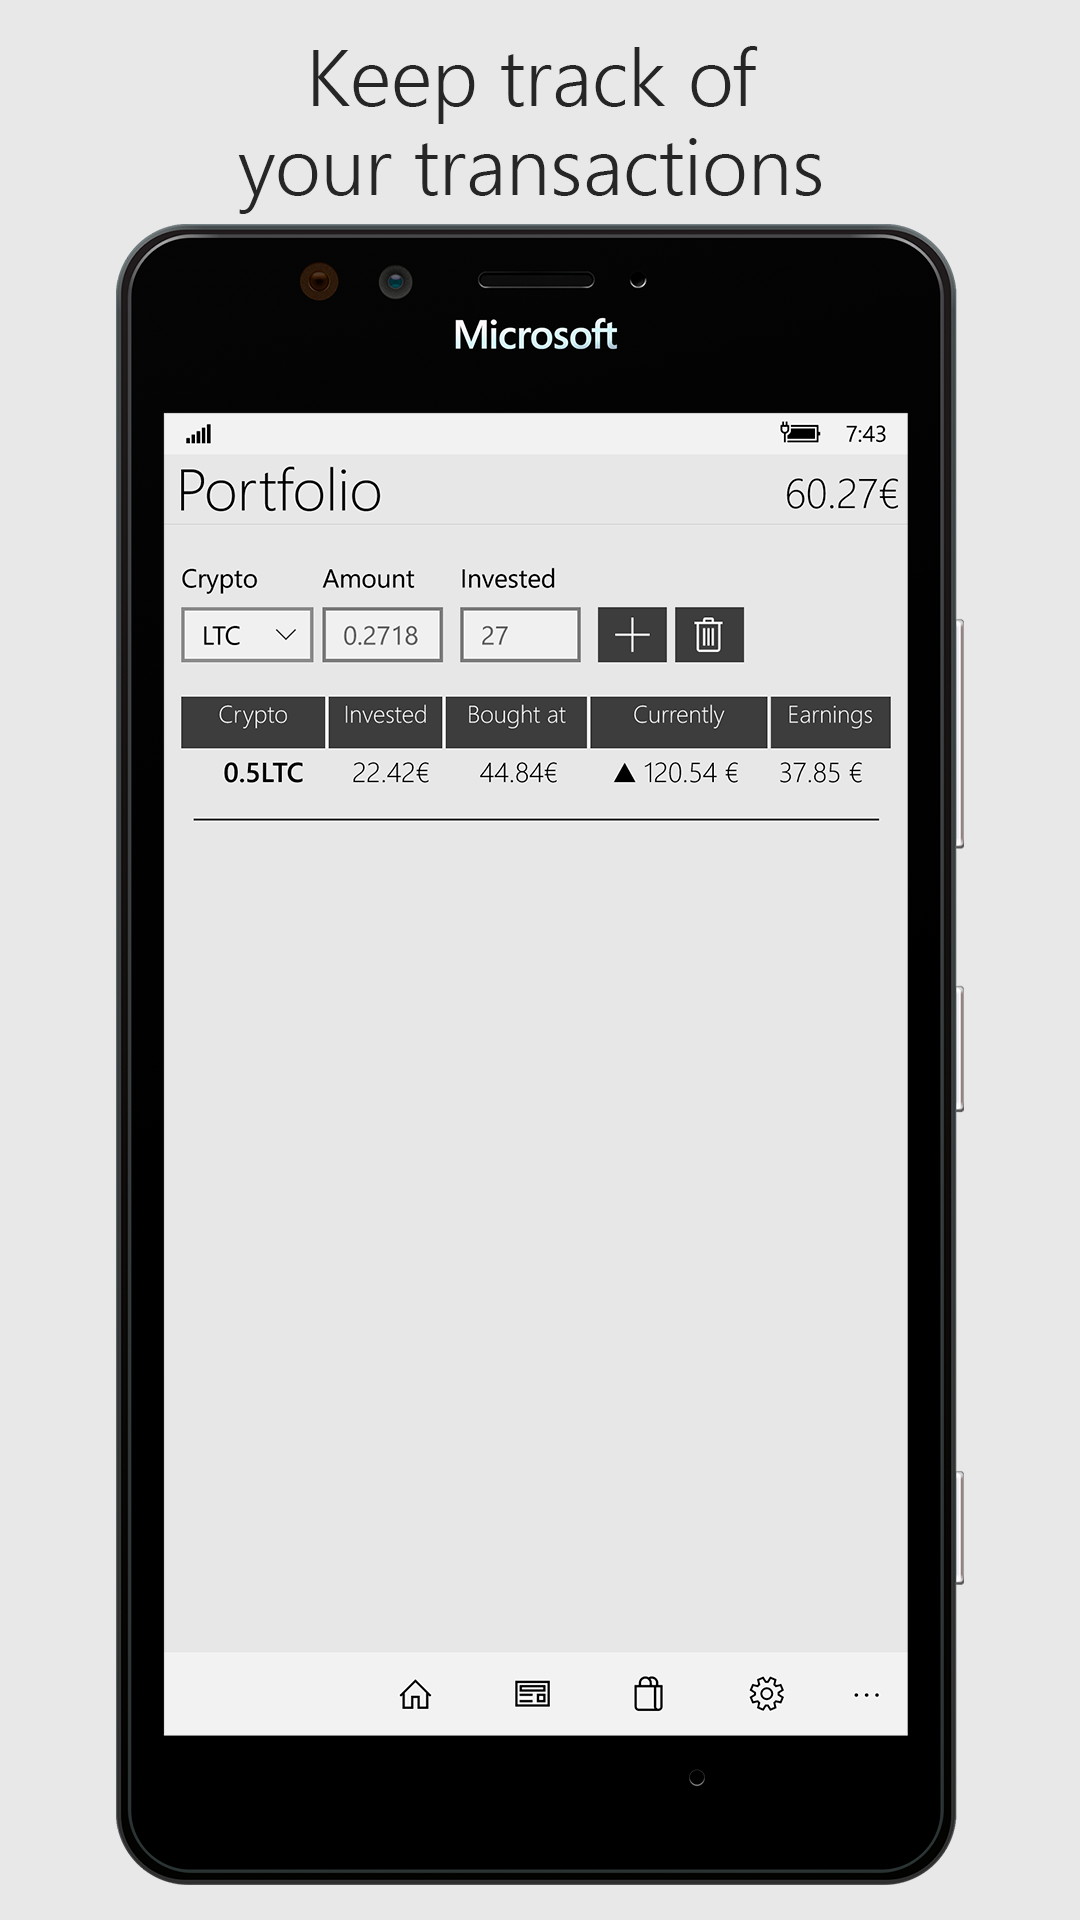 Keep track of
your transactions
Microsoft
7:43
Portfolio 60.27€
Crypto Amount Invested
LTC 0.2718 27
Crypto Invested Bought at Currently Earnings
0.5LTC 22.42€ 44.84€ ▲ 120.54 € 37.85 €